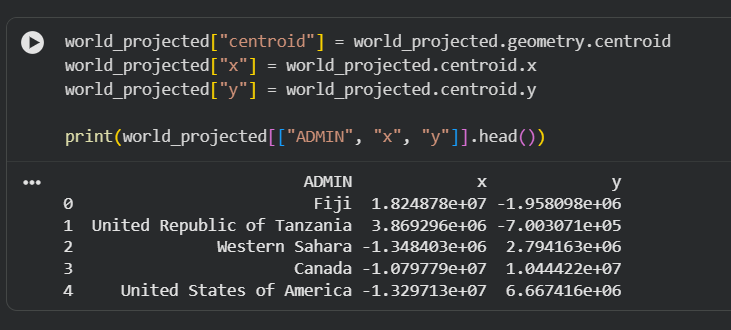 world_projected["centroid"] = world_projected.geometry.centroid
world_projected["x"] = world_projected.centroid.x
world_projected["y"] = world_projected.centroid.y
print(world_projected[["ADMIN", "x", "y"]].head())
ADMIN x y
0 Fiji 1.824878e+07 -1.958098e+06
1 United Republic of Tanzania 3.869296e+06 -7.003071e+05
2 Western Sahara -1.348403e+06 2.794163e+06
3 Canada -1.079779e+07 1.044422e+07
4 United States of America -1.329713e+07 6.667416e+06